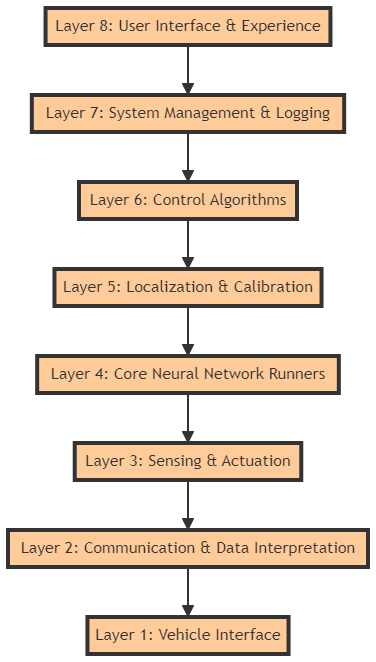 Layer 8: User Interface & Experience
Layer 7: System Management & Logging
Layer 6: Control Algorithms
Layer 5: Localization & Calibration
Layer 4: Core Neural Network Runners
Layer 3: Sensing & Actuation
Layer 2: Communication & Data Interpretation
Layer 1: Vehicle Interface